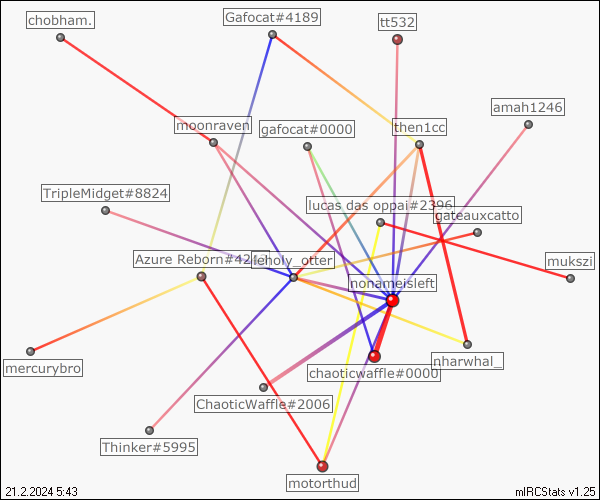 chobham.
Gafocat#4189
tt532
amah1246
moonraven
gafocat#0000
then1cc
TripleMidget#8824
lucas das oppai#2396
gateauxcatto
Azure Reborn#42
holy_otter
mukszi
nonameisleft
mercurybro
chaoticwaffle#0000
nharwhal_
ChaoticWaffle#2006
Thinker#5995
motorthud
21.2.2024 5:43
mIRCStats v1.25